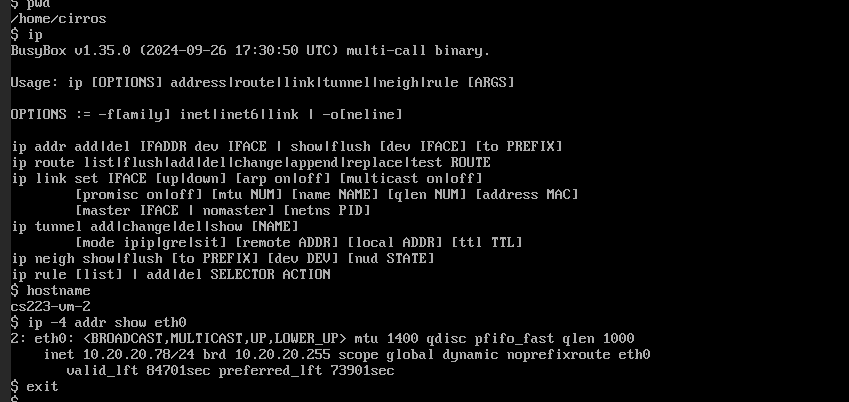 $ pwd
/home/cirros
$ ip
BusyBox v1.35.0 (2024-09-26 17:30:50 UTC) multi-call binary.
Usage: ip [OPTIONS] address|route|link|tunnel|neigh|rule [ARGS]
OPTIONS := -f[amily] inet|inet6|link | -o[neline]
ip addr add|del IFADDR dev IFACE | show|flush [dev IFACE] [to PREFIX]
ip route list|flush|add|del|change|append|replace|test ROUTE
ip link set IFACE [up|down] [arp on|off] [multicast on|off]
[promisc on|off] [mtu NUM] [name NAME] [qlen NUM] [address MAC]
[master IFACE | nomaster] [netns PID]
ip tunnel add|change|del|show [NAME]
[mode ipip|gre|sit] [remote ADDR] [local ADDR] [ttl TTL]
ip neigh show|flush [to PREFIX] [dev DEV] [nud STATE]
ip rule [list] | add|del SELECTOR ACTION
$ hostname
cs223-vm-2
$ ip -4 addr show eth0
2: eth0: <BROADCAST,MULTICAST,UP,LOWER_UP> mtu 1400 qdisc pfifo_fast qlen 1000
inet 10.20.20.78/24 brd 10.20.20.255 scope global dynamic noprefixroute eth0
valid_lft 84701sec preferred_lft 73901sec
$ exit
$